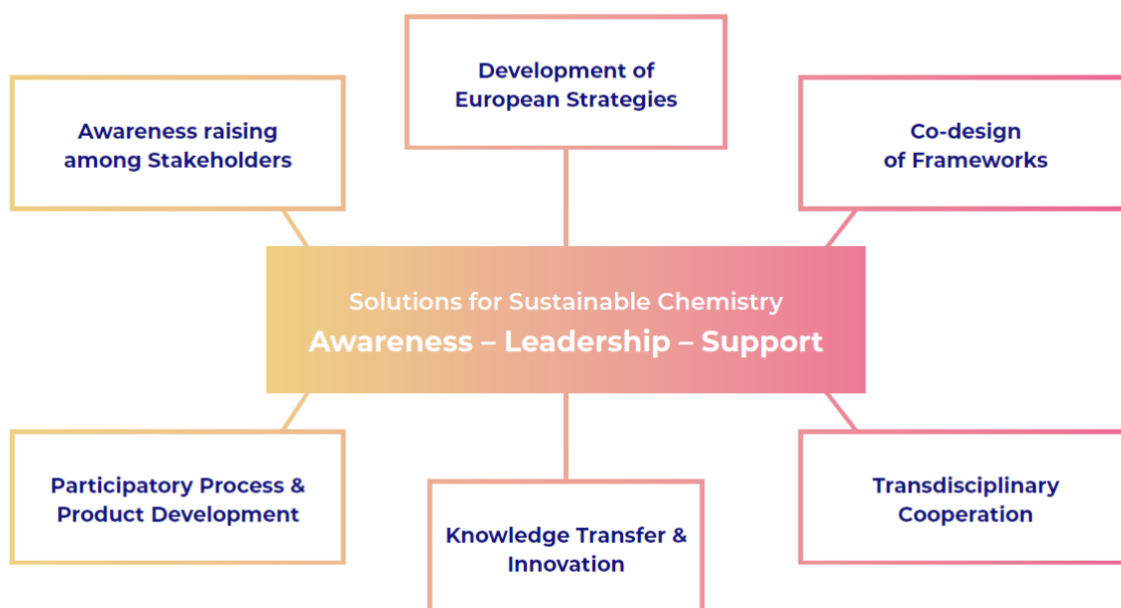 Development of
European Strategies
Awareness raising
among Stakeholders
Co-design
of Frameworks
Solutions for Sustainable Chemistry
Awareness – Leadership – Support
Participatory Process &
Product Development
Knowledge Transfer &
Innovation
Transdisciplinary
Cooperation